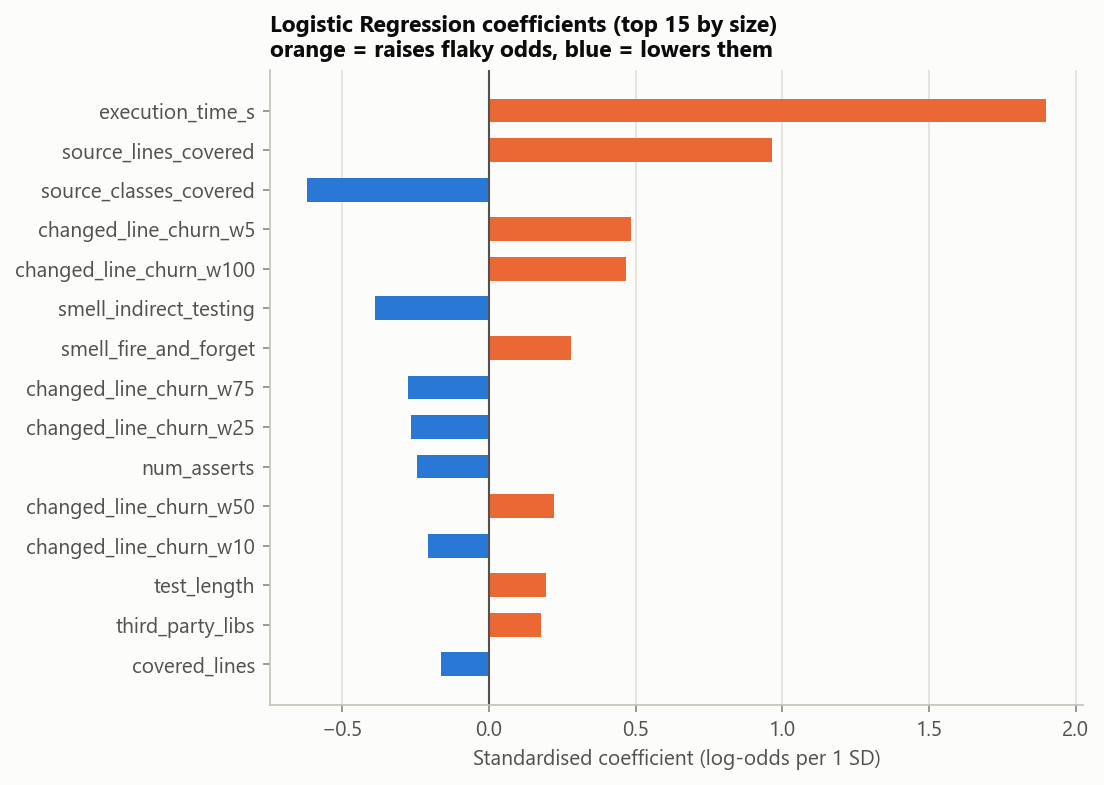 Logistic Regression coefficients (top 15 by size)
orange = raises flaky odds, blue = lowers them
execution_time_s
source_lines_covered
source_classes_covered
changed_line_churn_w5
changed_line_churn_w100
smell_indirect_testing
smell_fire_and_forget
changed_line_churn_w75
changed_line_churn_w25
num_asserts
changed_line_churn_w50
changed_line_churn_w10
test_length
third_party_libs
covered_lines
−0.5 0.0 0.5 1.0 1.5 2.0
Standardised coefficient (log-odds per 1 SD)